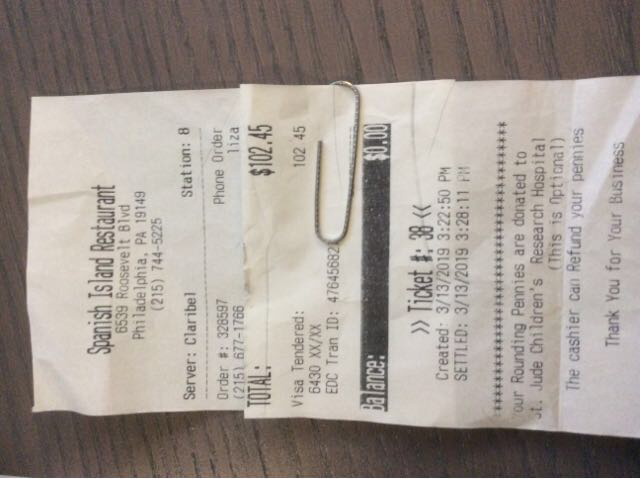 Spanish Island Restaurant
6539 Roosevelt Blvd
Philadelphia, PA 19149
(215) 744-5225
Server: Claribel Station: 8
Order #: 328597 Phone Order
(215) 677-1766 liza
TOTAL: $102.45
Visa Tendered: 102 45
6430 XX/XX
EDC Tran ID: 47645682
Balance: $0.00
>> Ticket #: 38 <<
Created: 3/13/2019 3:22:50 PM
SETTLED: 3/13/2019 3:28:11 PM
our Rounding Pennies are donated to
St. Jude Children's Research Hospital
(This is Optional)
The cashier can Refund your pennies
Thank You for Your Business